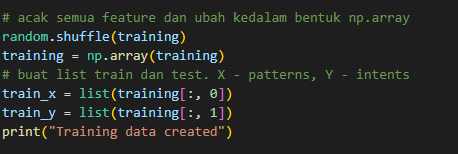 # acak semua feature dan ubah kedalam bentuk np.array
random.shuffle(training)
training = np.array(training)
# buat list train dan test. X - patterns, Y - intents
train_x = list(training[:, 0])
train_y = list(training[:, 1])
print("Training data created")